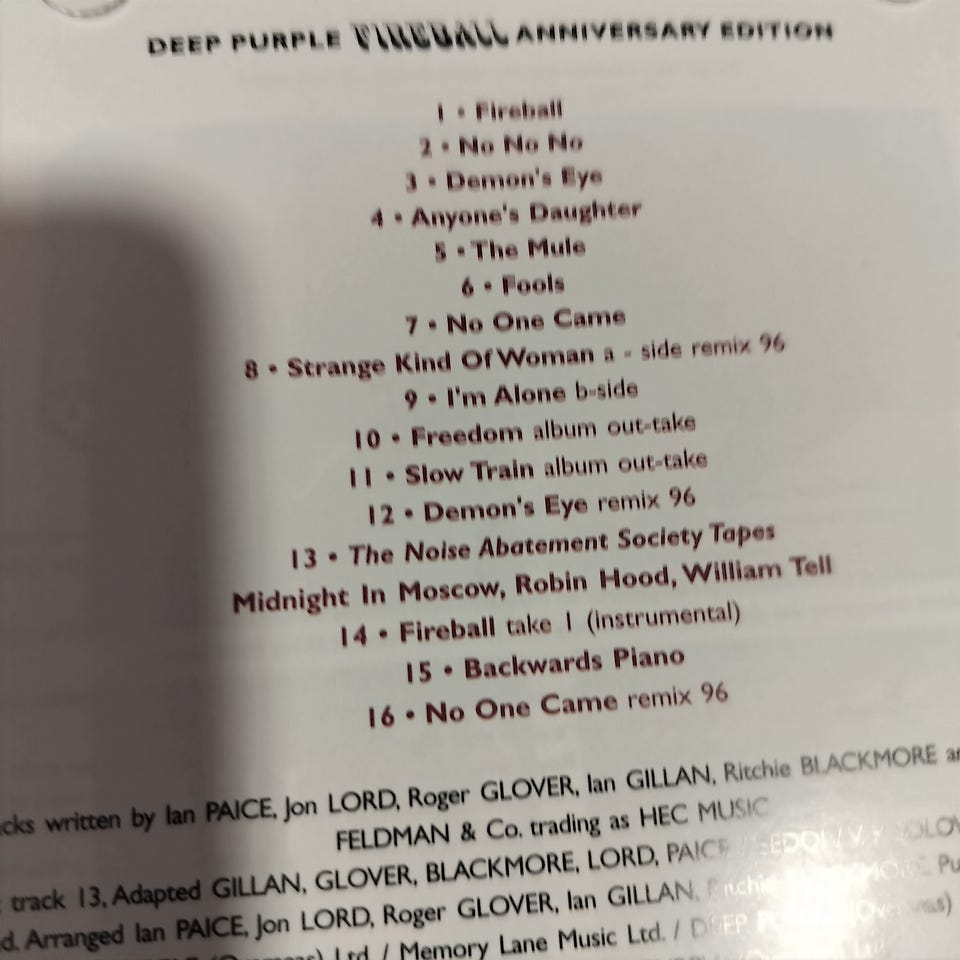 DEEP PURPLE FIREBALL ANNIVERSARY EDITION
1 • Fireball
2 • No No No
3 • Demon's Eye
4 • Anyone's Daughter
5 • The Mule
6 • Fools
7 • No One Came
8 • Strange Kind Of Woman a - side remix 96
9 • I'm Alone b-side
10 • Freedom album out-take
11 • Slow Train album out-take
12 • Demon's Eye remix 96
13 • The Noise Abatement Society Tapes
Midnight In Moscow, Robin Hood, William Tell
14 • Fireball take 1 (instrumental)
15 • Backwards Piano
16 • No One Came remix 96
written by Ian PAICE, Jon LORD, Roger GLOVER, Ian GILLAN, Ritchie BLACKMORE
FELDMAN & Co. trading as HEC MUSIC
track 13, Adapted GILLAN, GLOVER, BLACKMORE, LORD, PAICE /
Arranged Ian PAICE, Jon LORD, Roger GLOVER, Ian GILLAN, Ritchie
Ltd. / Memory Lane Music Ltd. / DEEP